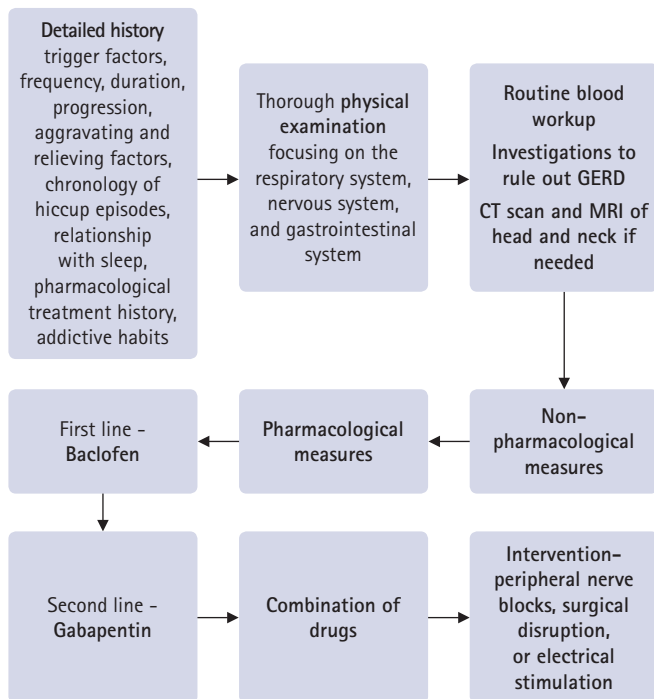 Detailed history
trigger factors,
frequency, duration,
progression,
aggravating and
relieving factors,
chronology of
hiccup episodes,
relationship
with sleep,
pharmacological
treatment history,
addictive habits
Thorough physical
examination
focusing on the
respiratory system,
nervous system,
and gastrointestinal
system
Routine blood
workup
Investigations to
rule out GERD
CT scan and MRI of
head and neck if
needed
Non-
pharmacological
measures
Pharmacological
measures
First line -
Baclofen
Second line -
Gabapentin
Combination of
drugs
Intervention-
peripheral nerve
blocks, surgical
disruption,
or electrical
stimulation